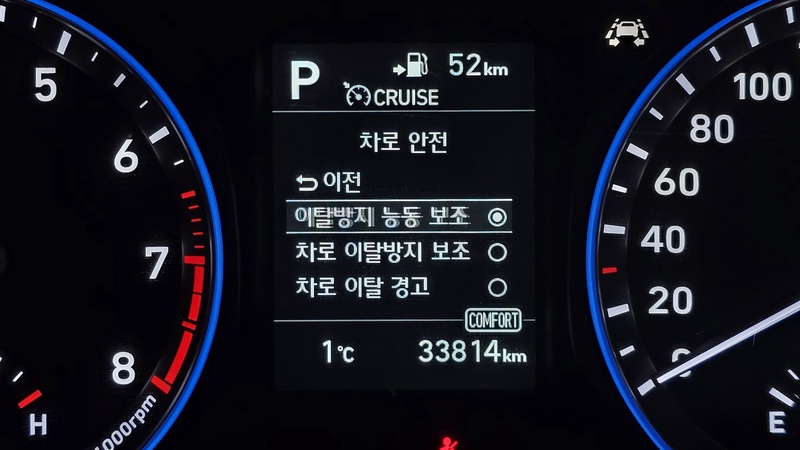 P
52km
CRUISE
차로 안전
이전
이탈방지 능동 보조
차로 이탈방지 보조
차로 이탈 경고
COMFORT
1℃
33814km
5
6
7
8
H
1000rpm
100
80
60
40
20
0
E